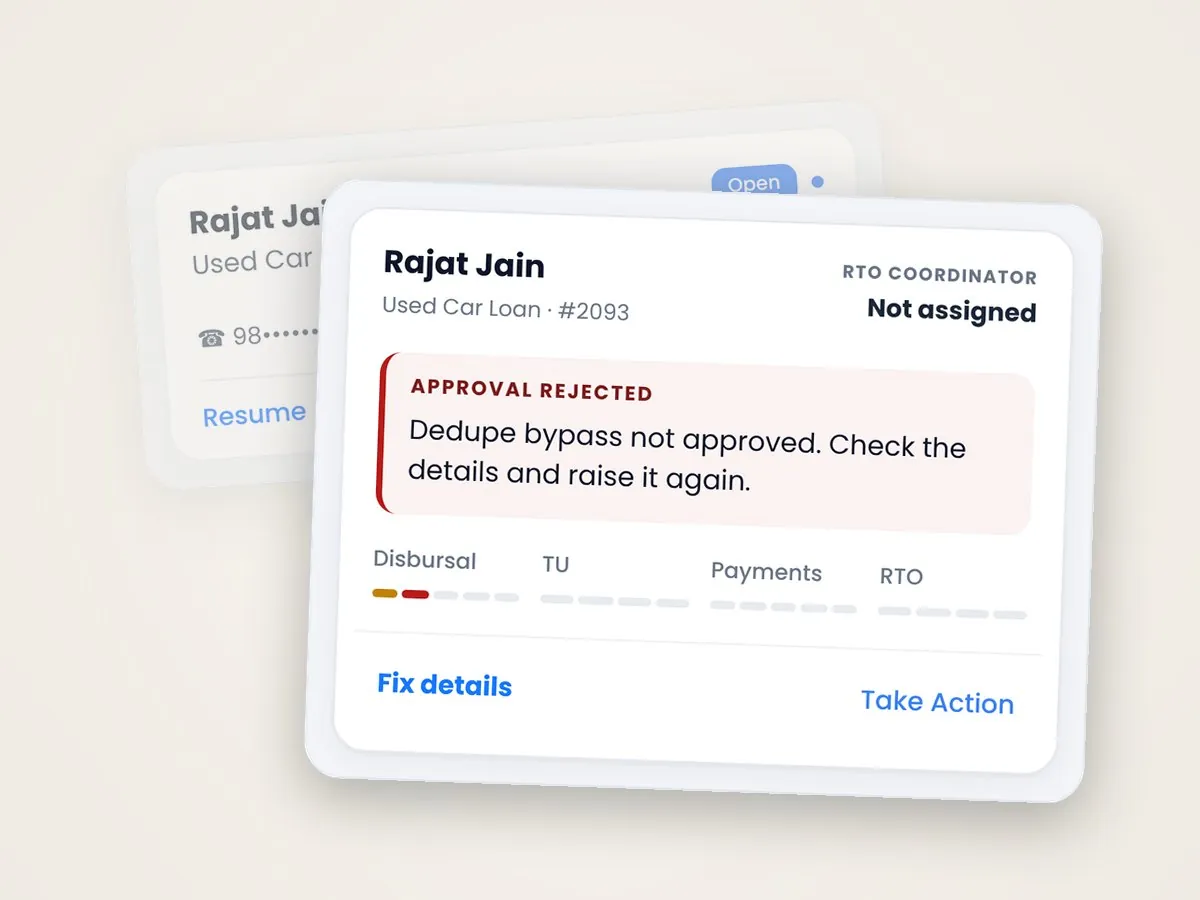 Rajat Jai
Used Car
☎ 98••••••
Resume
Open
Rajat Jain
Used Car Loan · #2093
RTO COORDINATOR
Not assigned
APPROVAL REJECTED
Dedupe bypass not approved. Check the
details and raise it again.
Disbursal
TU
Payments
RTO
Fix details
Take Action